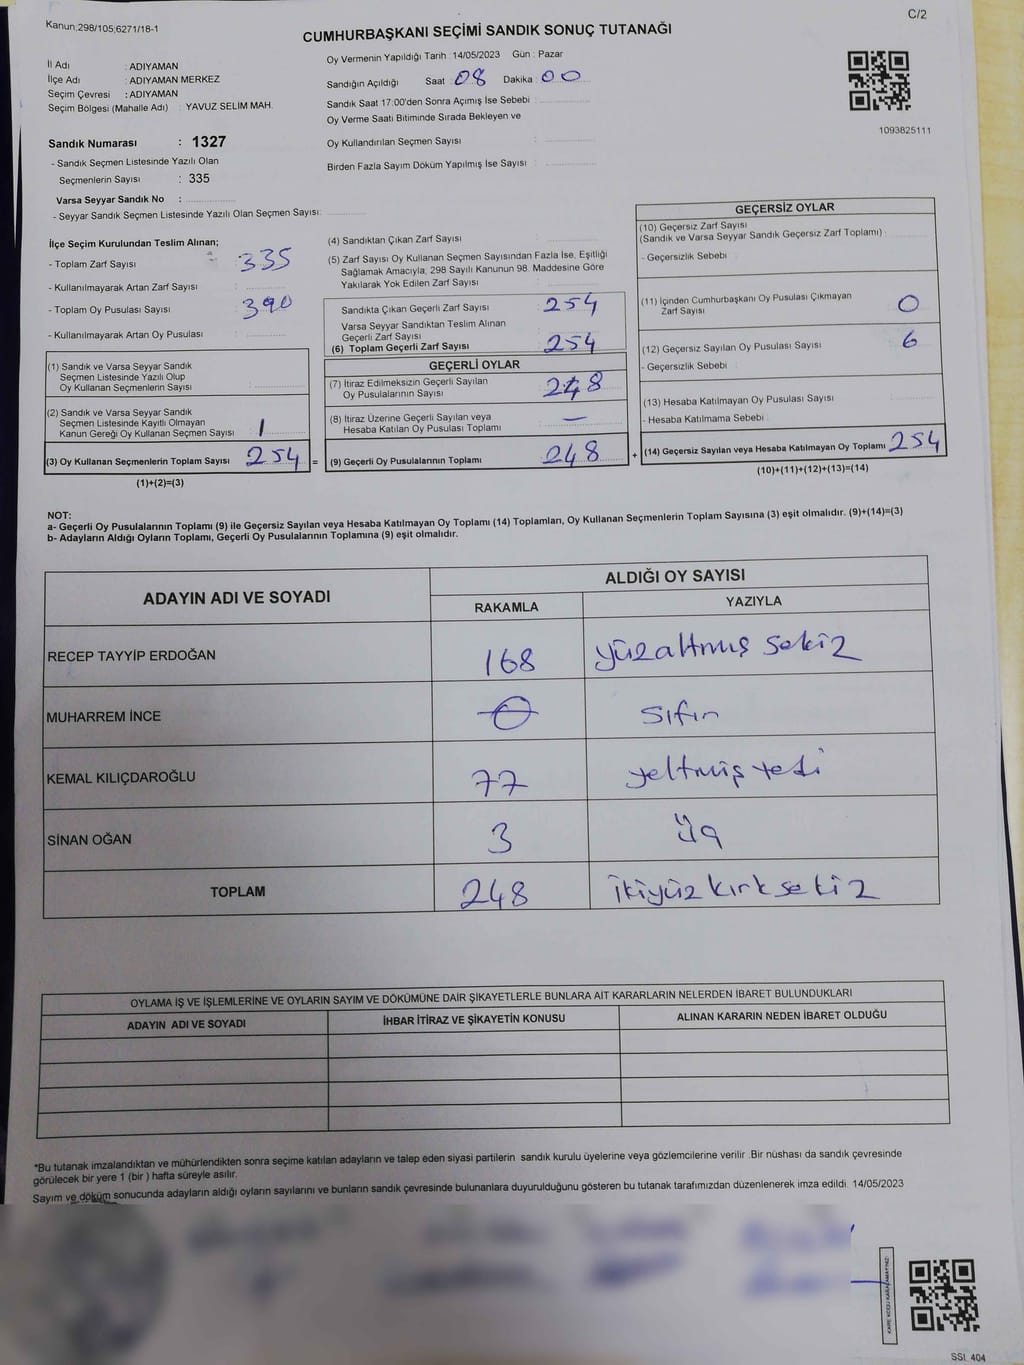 Kanun;298/105;6271/18-1
C/2
CUMHURBAŞKANI SEÇİMİ SANDIK SONUÇ TUTANAĞI
İl Adı : ADIYAMAN
İlçe Adı : ADIYAMAN MERKEZ
Seçim Çevresi : ADIYAMAN
Seçim Bölgesi (Mahalle Adı) : YAVUZ SELİM MAH.
Oy Vermenin Yapıldığı Tarih : 14/05/2023 Gün : Pazar
Sandığın Açıldığı Saat 08 Dakika 00
Sandık Saat 17:00'den Sonra Açımış İse Sebebi :
Oy Verme Saati Bitiminde Sırada Bekleyen ve
Oy Kullandırılan Seçmen Sayısı :
Birden Fazla Sayım Döküm Yapılmış İse Sayısı :
1093825111
Sandık Numarası : 1327
- Sandık Seçmen Listesinde Yazılı Olan
Seçmenlerin Sayısı : 335
Varsa Seyyar Sandık No :
- Seyyar Sandık Seçmen Listesinde Yazılı Olan Seçmen Sayısı:
İlçe Seçim Kurulundan Teslim Alınan;
- Toplam Zarf Sayısı : 335
- Kullanılmayarak Artan Zarf Sayısı :
- Toplam Oy Pusulası Sayısı : 390
- Kullanılmayarak Artan Oy Pusulası :
(1) Sandık ve Varsa Seyyar Sandık
Seçmen Listesinde Yazılı Olup
Oy Kullanan Seçmenlerin Sayısı :
(2) Sandık ve Varsa Seyyar Sandık
Seçmen Listesinde Kayıtlı Olmayan
Kanun Gereği Oy Kullanan Seçmen Sayısı : 1
(3) Oy Kullanan Seçmenlerin Toplam Sayısı : 254
(1)+(2)=(3)
(4) Sandıktan Çıkan Zarf Sayısı :
(5) Zarf Sayısı Oy Kullanan Seçmen Sayısından Fazla İse, Eşitliği
Sağlamak Amacıyla, 298 Sayılı Kanunun 98. Maddesine Göre
Yakılarak Yok Edilen Zarf Sayısı :
Sandıkta Çıkan Geçerli Zarf Sayısı : 254
Varsa Seyyar Sandıktan Teslim Alınan
Geçerli Zarf Sayısı :
(6) Toplam Geçerli Zarf Sayısı : 254
GEÇERLİ OYLAR
(7) İtiraz Edilmeksizin Geçerli Sayılan
Oy Pusulalarının Sayısı : 248
(8) İtiraz Üzerine Geçerli Sayılan veya
Hesaba Katılan Oy Pusulası Toplamı : —
= (9) Geçerli Oy Pusulalarının Toplamı : 248
GEÇERSİZ OYLAR
(10) Geçersiz Zarf Sayısı
(Sandık ve Varsa Seyyar Sandık Geçersiz Zarf Toplamı) :
- Geçersizlik Sebebi :
(11) İçinden Cumhurbaşkanı Oy Pusulası Çıkmayan
Zarf Sayısı : 0
(12) Geçersiz Sayılan Oy Pusulası Sayısı : 6
- Geçersizlik Sebebi :
(13) Hesaba Katılmayan Oy Pusulası Sayısı :
- Hesaba Katılmama Sebebi :
+ (14) Geçersiz Sayılan veya Hesaba Katılmayan Oy Toplamı : 254
(10)+(11)+(12)+(13)=(14)
NOT:
a- Geçerli Oy Pusulalarının Toplamı (9) ile Geçersiz Sayılan veya Hesaba Katılmayan Oy Toplamı (14) Toplamları, Oy Kullanan Seçmenlerin Toplam Sayısına (3) eşit olmalıdır. (9)+(14)=(3)
b- Adayların Aldığı Oyların Toplamı, Geçerli Oy Pusulalarının Toplamına (9) eşit olmalıdır.
ADAYIN ADI VE SOYADI
ALDIĞI OY SAYISI
RAKAMLA YAZIYLA
RECEP TAYYİP ERDOĞAN 168 yüzaltmış sekiz
MUHARREM İNCE 0 sıfır
KEMAL KILIÇDAROĞLU 77 yeltmiş yedi
SİNAN OĞAN 3 üç
TOPLAM 248 ikiyüz kırk sekiz
OYLAMA İŞ VE İŞLEMLERİNE VE OYLARIN SAYIM VE DÖKÜMÜNE DAİR ŞİKAYETLERLE BUNLARA AİT KARARLARIN NELERDEN İBARET BULUNDUKLARI
ADAYIN ADI VE SOYADI İHBAR İTİRAZ VE ŞİKAYETİN KONUSU ALINAN KARARIN NEDEN İBARET OLDUĞU
*Bu tutanak imzalandıktan ve mühürlendikten sonra seçime katılan adayların ve talep eden siyasi partilerin sandık kurulu üyelerine veya gözlemcilerine verilir .Bir nüshası da sandık çevresinde
görülecek bir yere 1 (bir ) hafta süreyle asılır.
Sayım ve döküm sonucunda adayların aldığı oyların sayılarını ve bunların sandık çevresinde bulunanlara duyurulduğunu gösteren bu tutanak tarafımızdan düzenlenerek imza edildi. 14/05/2023
KARE KODU KARALAMAYINIZ!
SSI_404